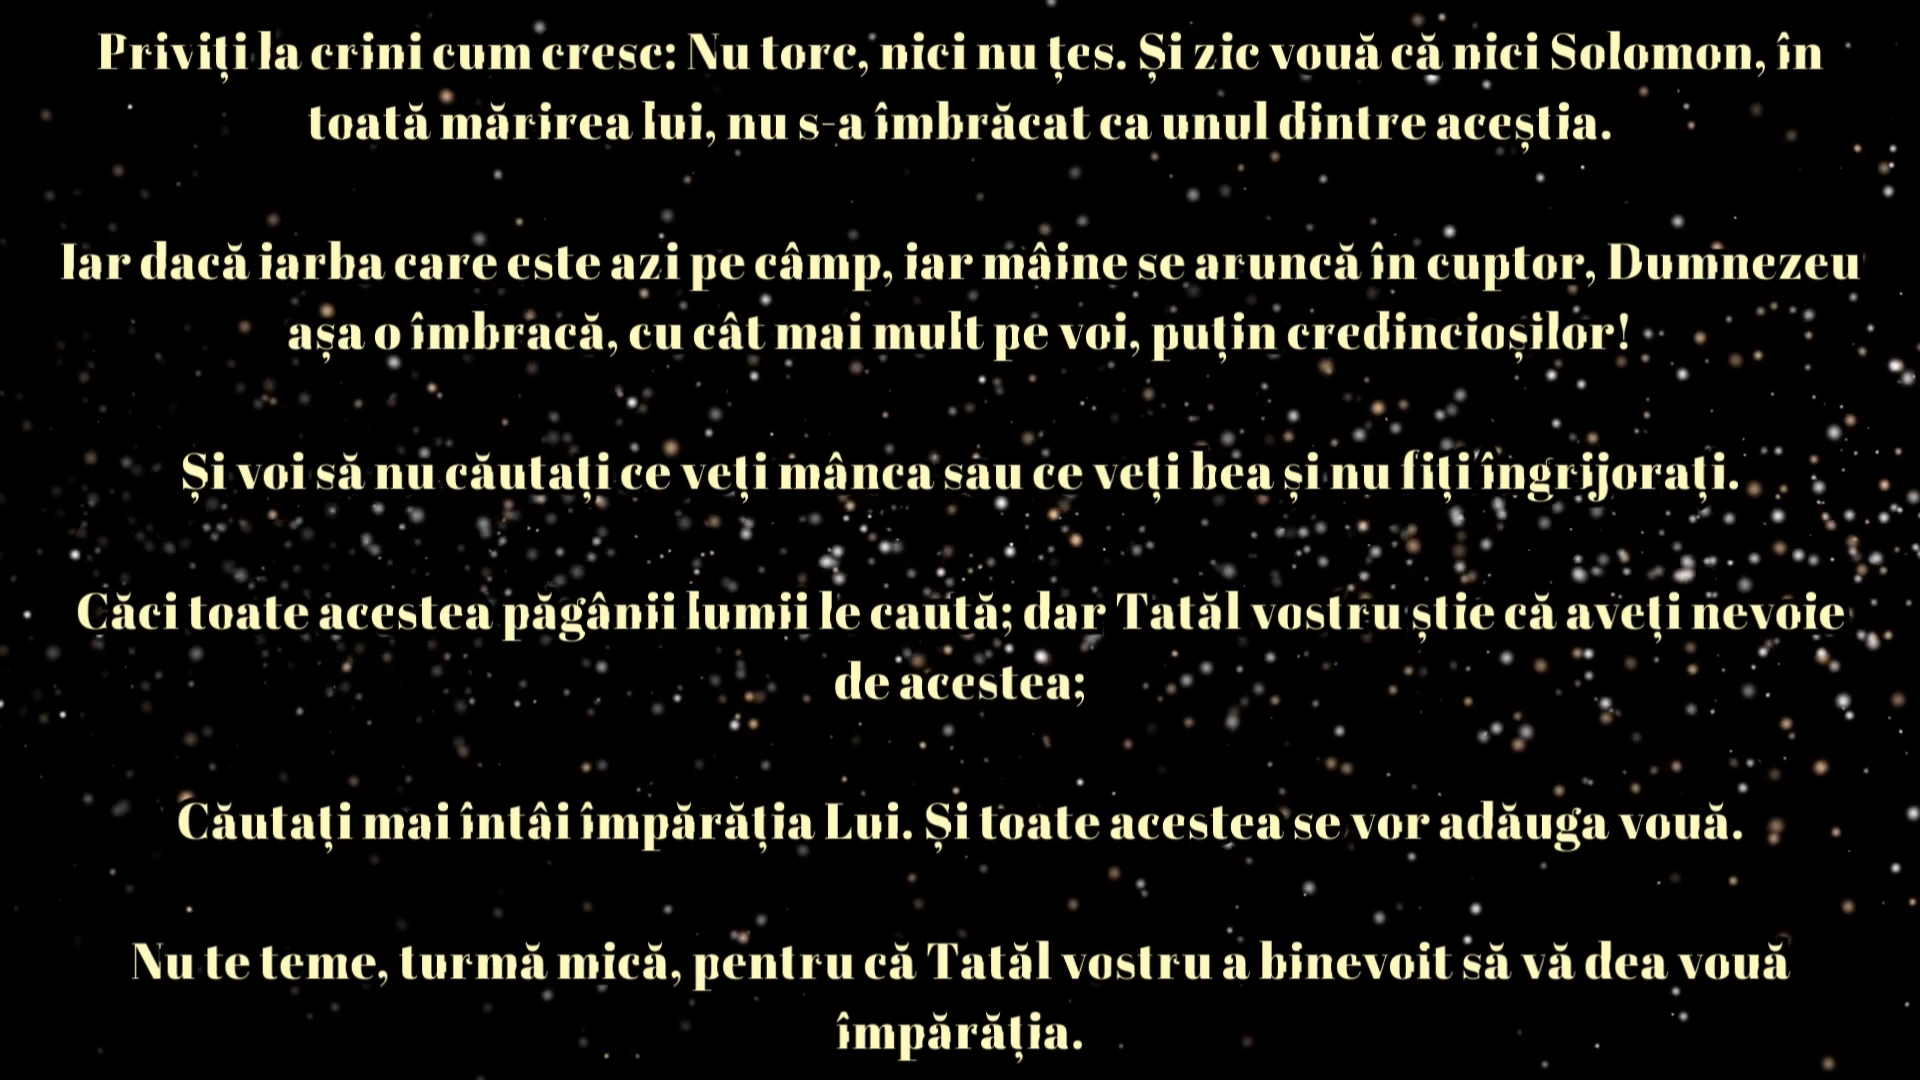 Priviți la crini cum cresc: Nu torc, nici nu țes. Și zic vouă că nici Solomon, în
toată mărirea lui, nu s-a îmbrăcat ca unul dintre aceștia.
Iar dacă iarba care este azi pe câmp, iar mâine se aruncă în cuptor, Dumnezeu
așa o îmbracă, cu cât mai mult pe voi, puțin credincioșilor!
Și voi să nu căutați ce veți mânca sau ce veți bea și nu fiți îngrijorați.
Căci toate acestea păgânii lumii le caută; dar Tatăl vostru știe că aveți nevoie
de acestea;
Căutați mai întâi împărăția Lui. Și toate acestea se vor adăuga vouă.
Nu te teme, turmă mică, pentru că Tatăl vostru a binevoit să vă dea vouă
împărăția.